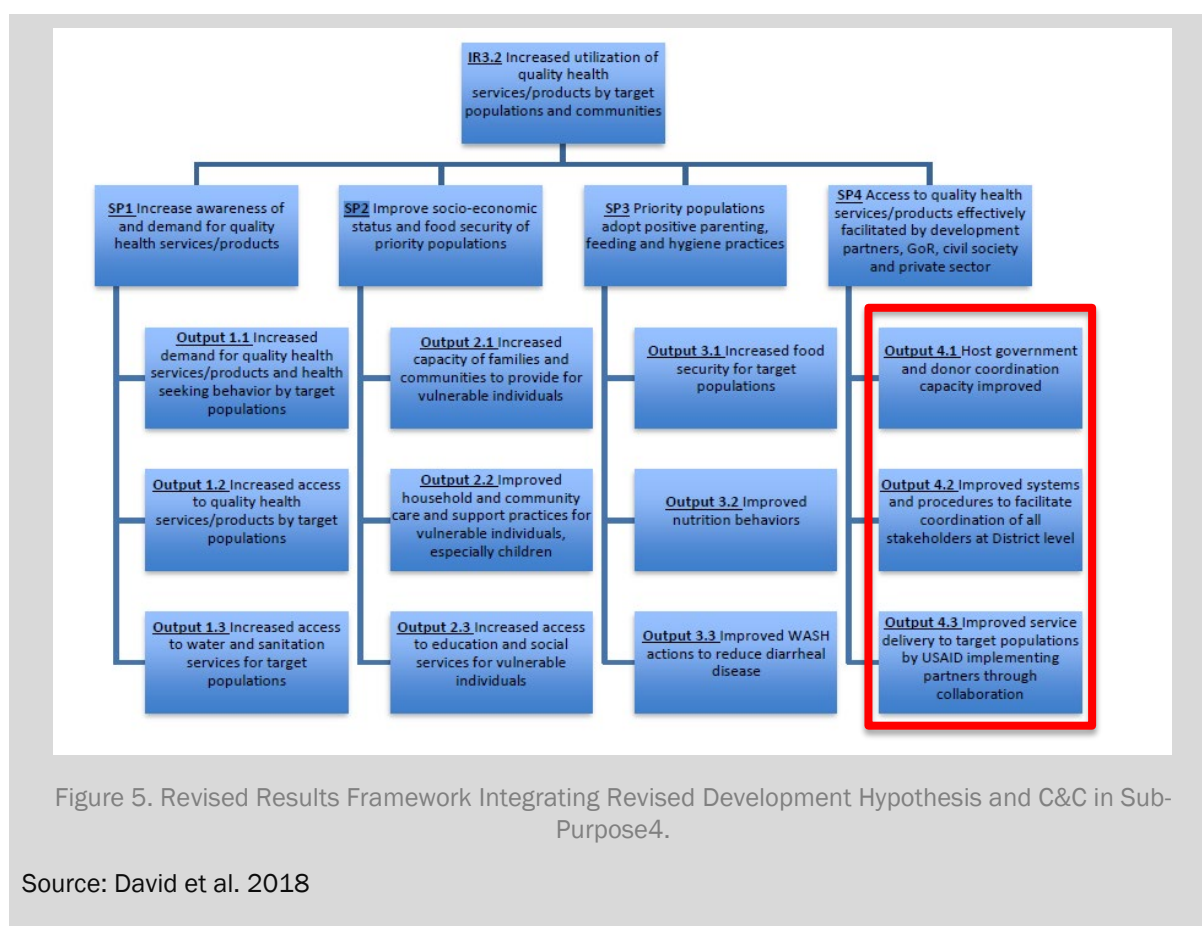 IR3.2 Increased utilization of
quality health
services/products by target
populations and communities
SP1 Increase awareness of
and demand for quality
health services/products
SP2 Improve socio-economic
status and food security of
priority populations
SP3 Priority populations
adopt positive parenting,
feeding and hygiene practices
SP4 Access to quality health
services/products effectively
facilitated by development
partners, GoR, civil society
and private sector
Output 1.1 Increased
demand for quality health
services/products and health
seeking behavior by target
populations
Output 2.1 Increased
capacity of families and
communities to provide for
vulnerable individuals
Output 3.1 Increased food
security for target
populations
Output 4.1 Host government
and donor coordination
capacity improved
Output 1.2 Increased access
to quality health
services/products by target
populations
Output 2.2 Improved
household and community
care and support practices for
vulnerable individuals,
especially children
Output 3.2 Improved
nutrition behaviors
Output 4.2 Improved systems
and procedures to facilitate
coordination of all
stakeholders at District level
Output 1.3 Increased access
to water and sanitation
services for target
populations
Output 2.3 Increased access
to education and social
services for vulnerable
individuals
Output 3.3 Improved WASH
actions to reduce diarrheal
disease
Output 4.3 Improved service
delivery to target populations
by USAID implementing
partners through
collaboration
Figure 5. Revised Results Framework Integrating Revised Development Hypothesis and C&C in Sub-
Purpose4.
Source: David et al. 2018